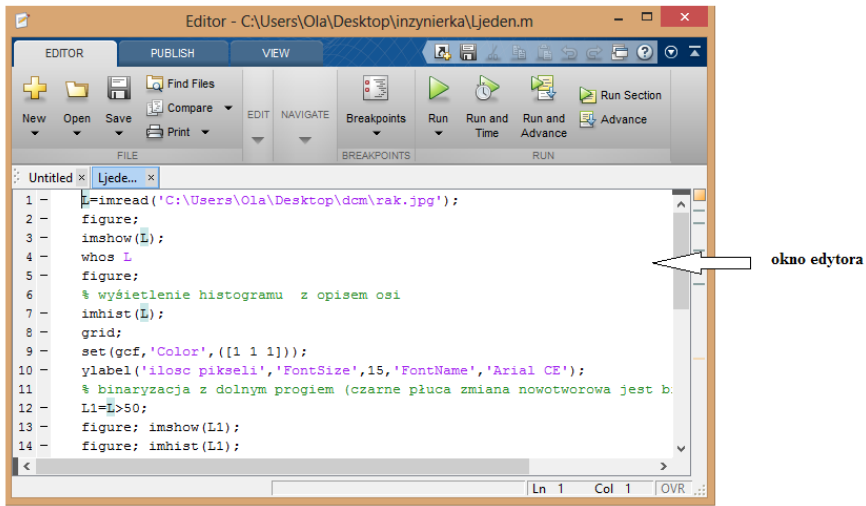 Editor - C:\Users\Ola\Desktop\inzynierka\Ljeden.m
EDITOR PUBLISH VIEW
New Open Save Find Files Compare Print EDIT NAVIGATE Breakpoints Run Run and Time Run and Advance Run Section Advance
FILE BREAKPOINTS RUN
Untitled × Ljede... ×
1 – L=imread('C:\Users\Ola\Desktop\dcm\rak.jpg');
2 – figure;
3 – imshow(L);
4 – whos L
5 – figure;
6 % wyśietlenie histogramu z opisem osi
7 – imhist(L);
8 – grid;
9 – set(gcf,'Color',([1 1 1]));
10 – ylabel('ilosc pikseli','FontSize',15,'FontName','Arial CE');
11 % binaryzacja z dolnym progiem (czarne płuca zmiana nowotworowa jest b
12 – L1=L>50;
13 – figure; imshow(L1);
14 – figure; imhist(L1);
Ln 1 Col 1 OVR
okno edytora